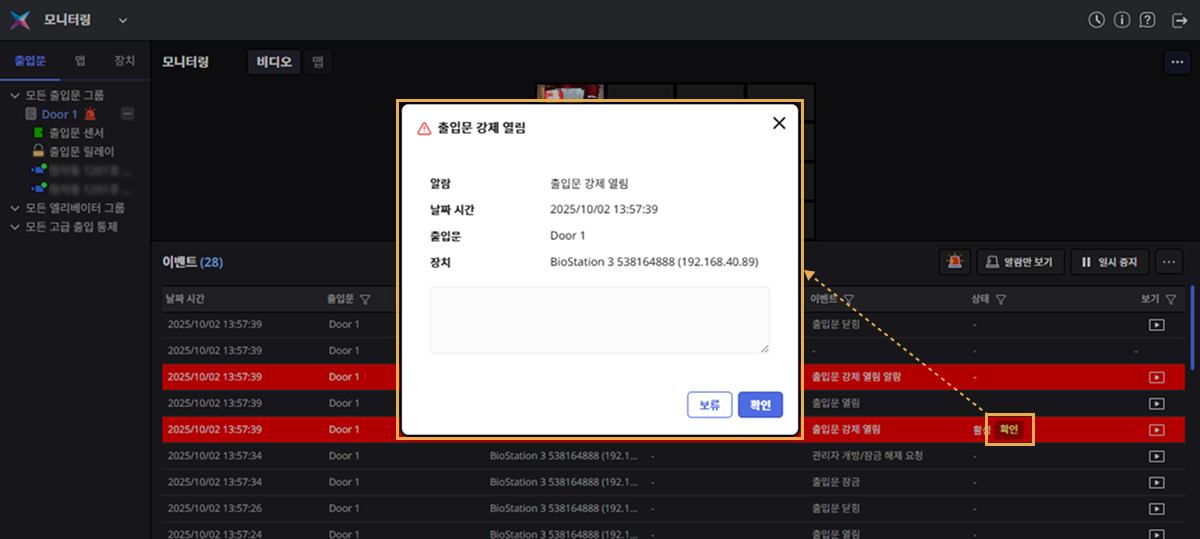 모니터링
출입문 맵 장치
모니터링 비디오 맵
모든 출입문 그룹
Door 1
출입문 센서
출입문 릴레이
모든 엘리베이터 그룹
모든 고급 출입 통제
출입문 강제 열림
알람 출입문 강제 열림
날짜 시간 2025/10/02 13:57:39
출입문 Door 1
장치 BioStation 3 538164888 (192.168.40.89)
보류 확인
이벤트 (28) 알람만 보기 일시 중지
날짜 시간 출입문 이벤트 상태 보기
2025/10/02 13:57:39 Door 1 출입문 닫힘 -
2025/10/02 13:57:39 Door 1 - - -
2025/10/02 13:57:39 Door 1 출입문 강제 열림 알람 -
2025/10/02 13:57:39 Door 1 출입문 열림 -
2025/10/02 13:57:39 Door 1 출입문 강제 열림 확인
2025/10/02 13:57:34 Door 1 BioStation 3 538164888 (192.1... - 관리자 개방/잠금 해제 요청 -
2025/10/02 13:57:34 Door 1 BioStation 3 538164888 (192.1... - 출입문 잠금 -
2025/10/02 13:57:26 Door 1 BioStation 3 538164888 (192.1... - 출입문 닫힘 -
2025/10/02 13:57:24 Door 1 BioStation 3 538164888 (192.1... - 출입문 열림 -